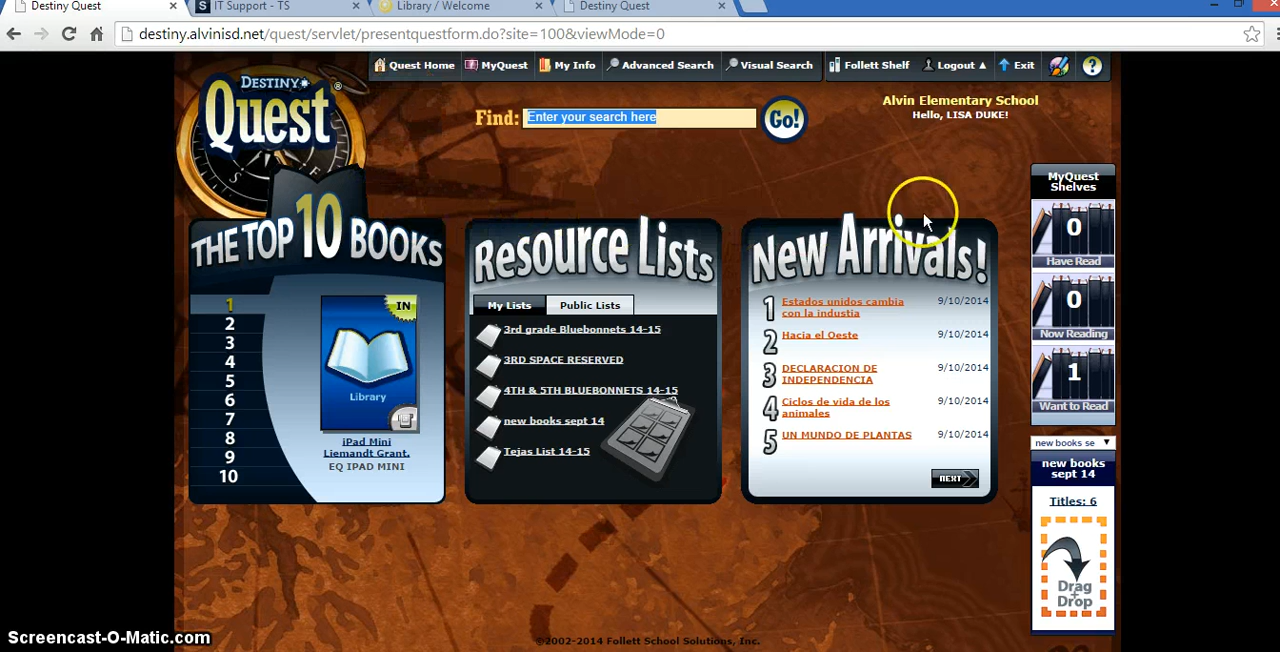 Destiny Quest
IT Support - TS
Library / Welcome
Destiny Quest
destiny.alvinisd.net/quest/servlet/presentquestform.do?site=100&viewMode=0
Quest Home
MyQuest
My Info
Advanced Search
Visual Search
Follett Shelf
Logout
Exit
DESTINY
Quest
Find: Enter your search here Go!
Alvin Elementary School
Hello, LISA DUKE!
THE TOP 10 BOOKS
1
2
3
4
5
6
7
8
9
10
IN
Library
iPad Mini
Liemandt Grant.
EQ IPAD MINI
Resource Lists
My Lists
Public Lists
3rd grade Bluebonnets 14-15
3RD SPACE RESERVED
4TH & 5TH BLUEBONNETS 14-15
new books sept 14
Tejas List 14-15
New Arrivals!
1 Estados unidos cambia 9/10/2014
con la industia
2 Hacia el Oeste 9/10/2014
3 DECLARACION DE 9/10/2014
INDEPENDENCIA
4 Ciclos de vida de los 9/10/2014
animales
5 UN MUNDO DE PLANTAS 9/10/2014
NEXT
MyQuest
Shelves
0
Have Read
0
Now Reading
1
Want to Read
new books se
new books
sept 14
Titles: 6
Drag
+
Drop
©2002-2014 Follett School Solutions, Inc.
Screencast-O-Matic.com